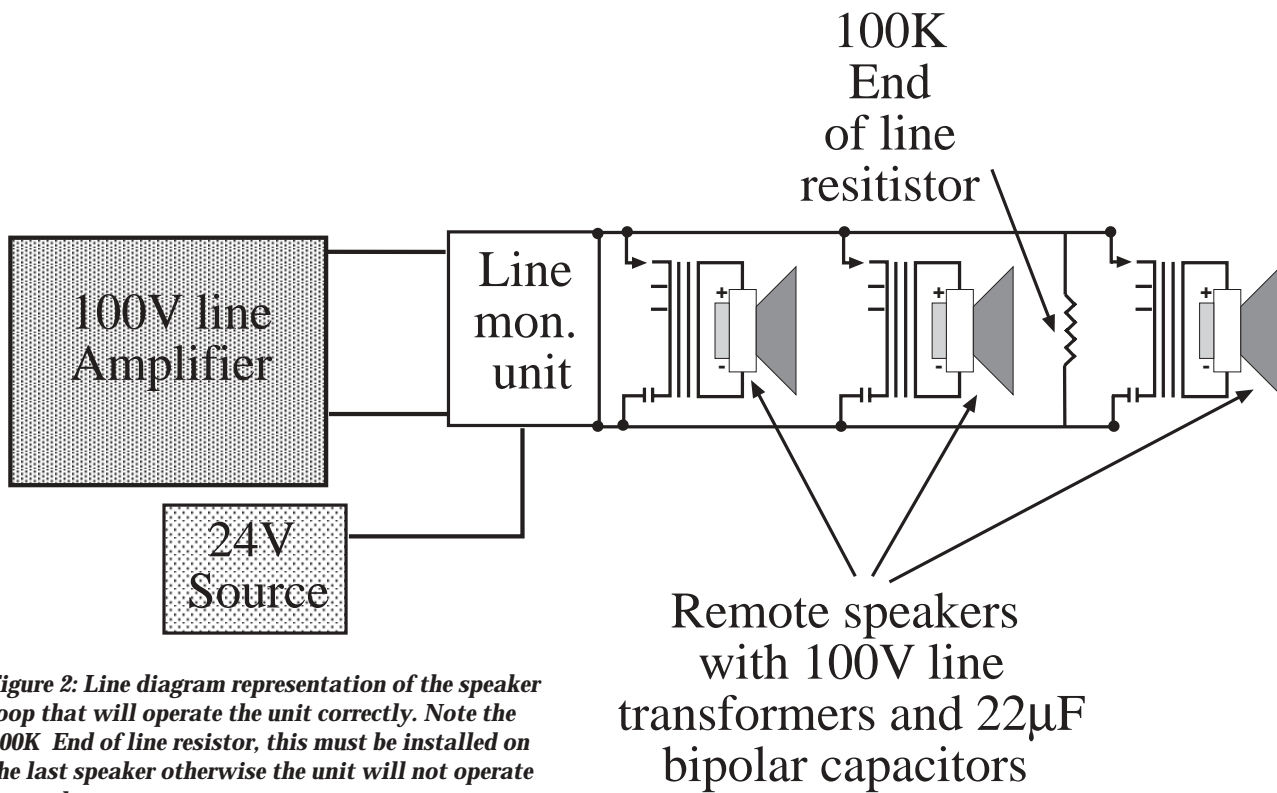 100K
End
of line
resitistor
100V line
Amplifier
Line
mon.
unit
+
-
+
-
+
-
24V
Source
Remote speakers
with 100V line
transformers and 22µF
bipolar capacitors
igure 2: Line diagram representation of the speaker
oop that will operate the unit correctly. Note the
00K End of line resistor, this must be installed on
he last speaker otherwise the unit will not operate